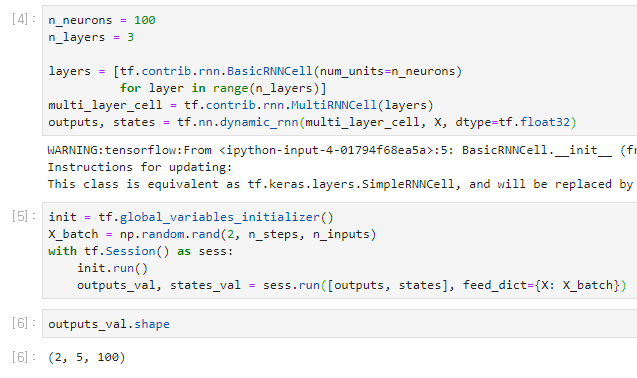 [4]: n_neurons = 100
n_layers = 3
layers = [tf.contrib.rnn.BasicRNNCell(num_units=n_neurons)
for layer in range(n_layers)]
multi_layer_cell = tf.contrib.rnn.MultiRNNCell(layers)
outputs, states = tf.nn.dynamic_rnn(multi_layer_cell, X, dtype=tf.float32)
WARNING:tensorflow:From <ipython-input-4-01794f68ea5a>:5: BasicRNNCell.__init__ (fr
Instructions for updating:
This class is equivalent as tf.keras.layers.SimpleRNNCell, and will be replaced by
[5]: init = tf.global_variables_initializer()
X_batch = np.random.rand(2, n_steps, n_inputs)
with tf.Session() as sess:
init.run()
outputs_val, states_val = sess.run([outputs, states], feed_dict={X: X_batch})
[6]: outputs_val.shape
[6]: (2, 5, 100)